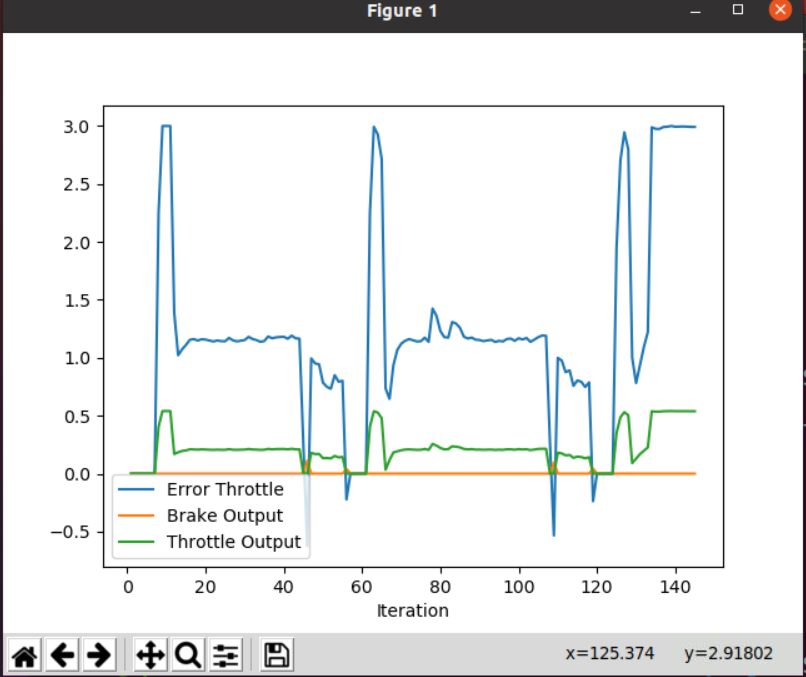 Figure 1
3.0
2.5
2.0
1.5
1.0
0.5
0.0
−0.5
Error Throttle
Brake Output
Throttle Output
0 20 40 60 80 100 120 140
Iteration
x=125.374 y=2.91802